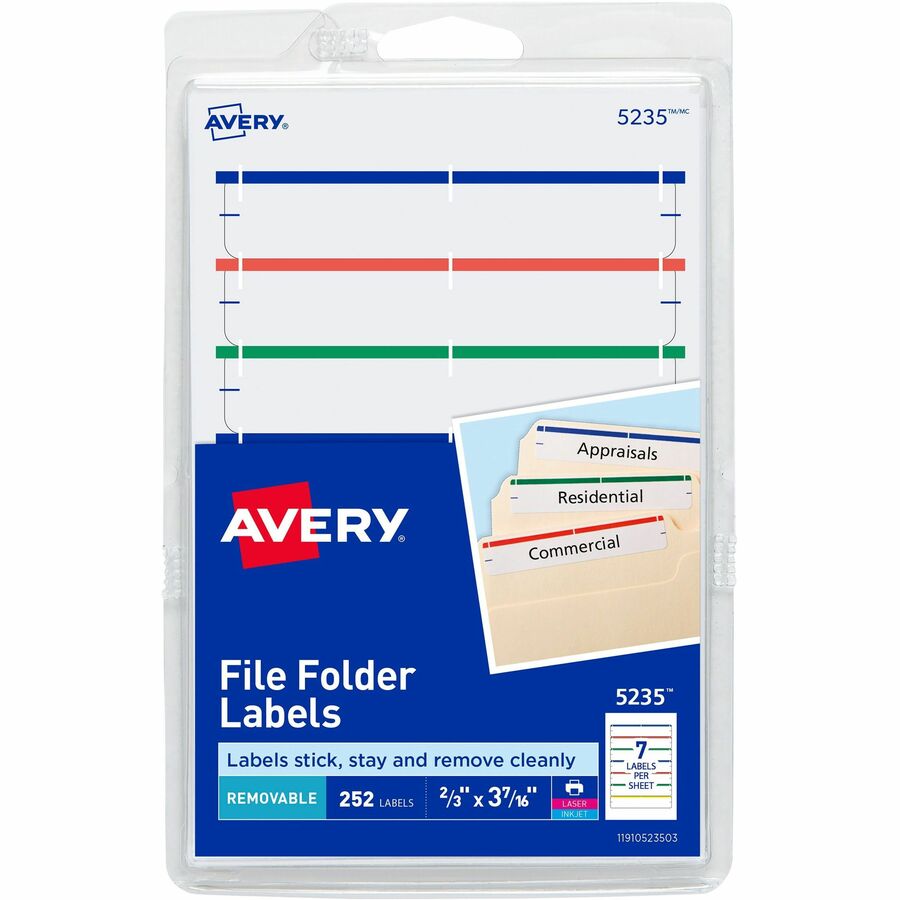 AVERY®
5235™/MC
Appraisals
Residential
Commercial
AVERY®
File Folder
Labels
Labels stick, stay and remove cleanly
REMOVABLE
252 LABELS
2/3" x 3 7/16"
LASER
INKJET
5235™
7
LABELS
PER
SHEET
11910523503